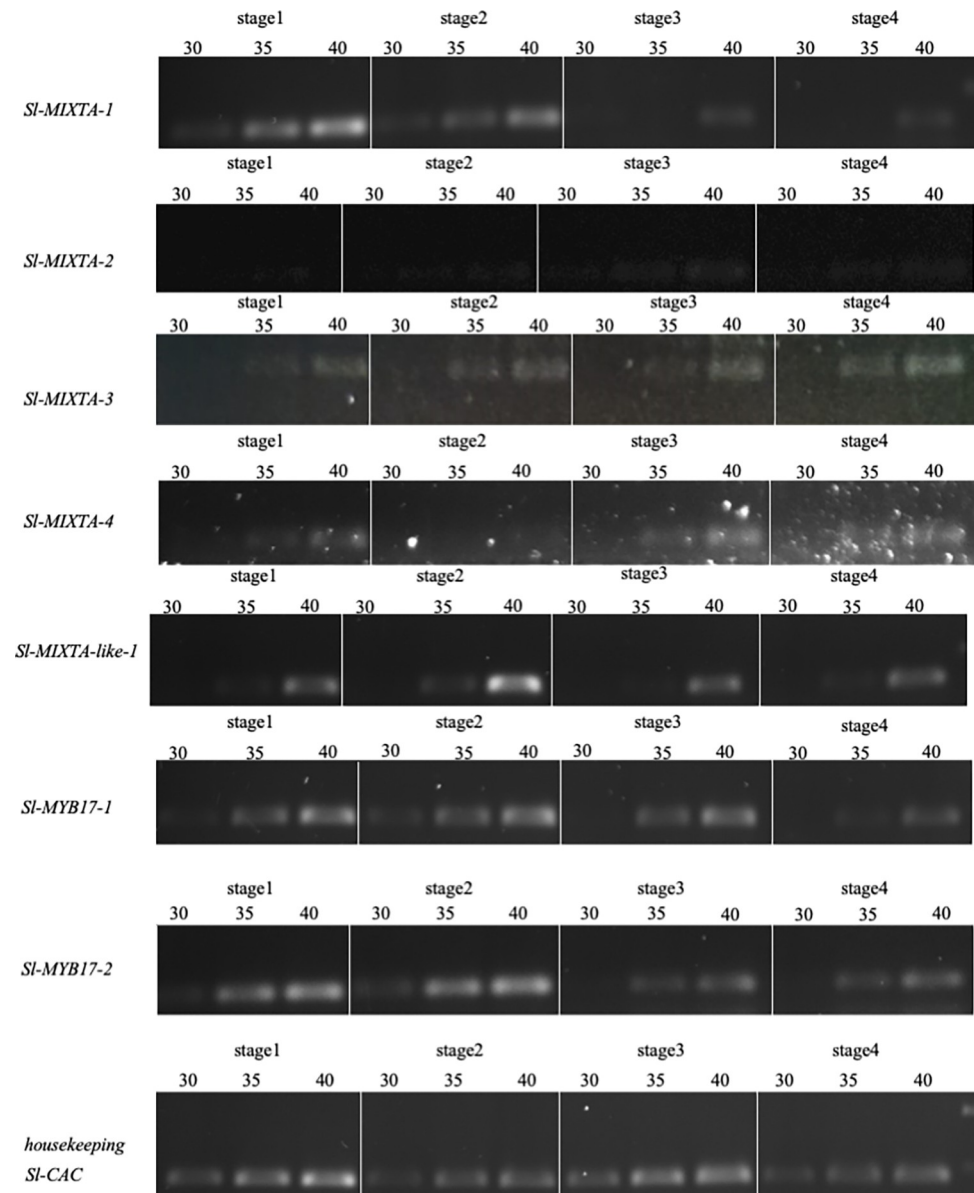 stage1 stage2 stage3 stage4
30 35 40 30 35 40 30 35 40 30 35 40
Sl-MIXTA-1
stage1 stage2 stage3 stage4
30 35 40 30 35 40 30 35 40 30 35 40
Sl-MIXTA-2
stage1 stage2 stage3 stage4
30 35 40 30 35 40 30 35 40 30 35 40
Sl-MIXTA-3
stage1 stage2 stage3 stage4
30 35 40 30 35 40 30 35 40 30 35 40
Sl-MIXTA-4
stage1 stage2 stage3 stage4
30 35 40 30 35 40 30 35 40 30 35 40
Sl-MIXTA-like-1
stage1 stage2 stage3 stage4
30 35 40 30 35 40 30 35 40 30 35 40
Sl-MYB17-1
stage1 stage2 stage3 stage4
30 35 40 30 35 40 30 35 40 30 35 40
Sl-MYB17-2
stage1 stage2 stage3 stage4
30 35 40 30 35 40 30 35 40 30 35 40
housekeeping
Sl-CAC